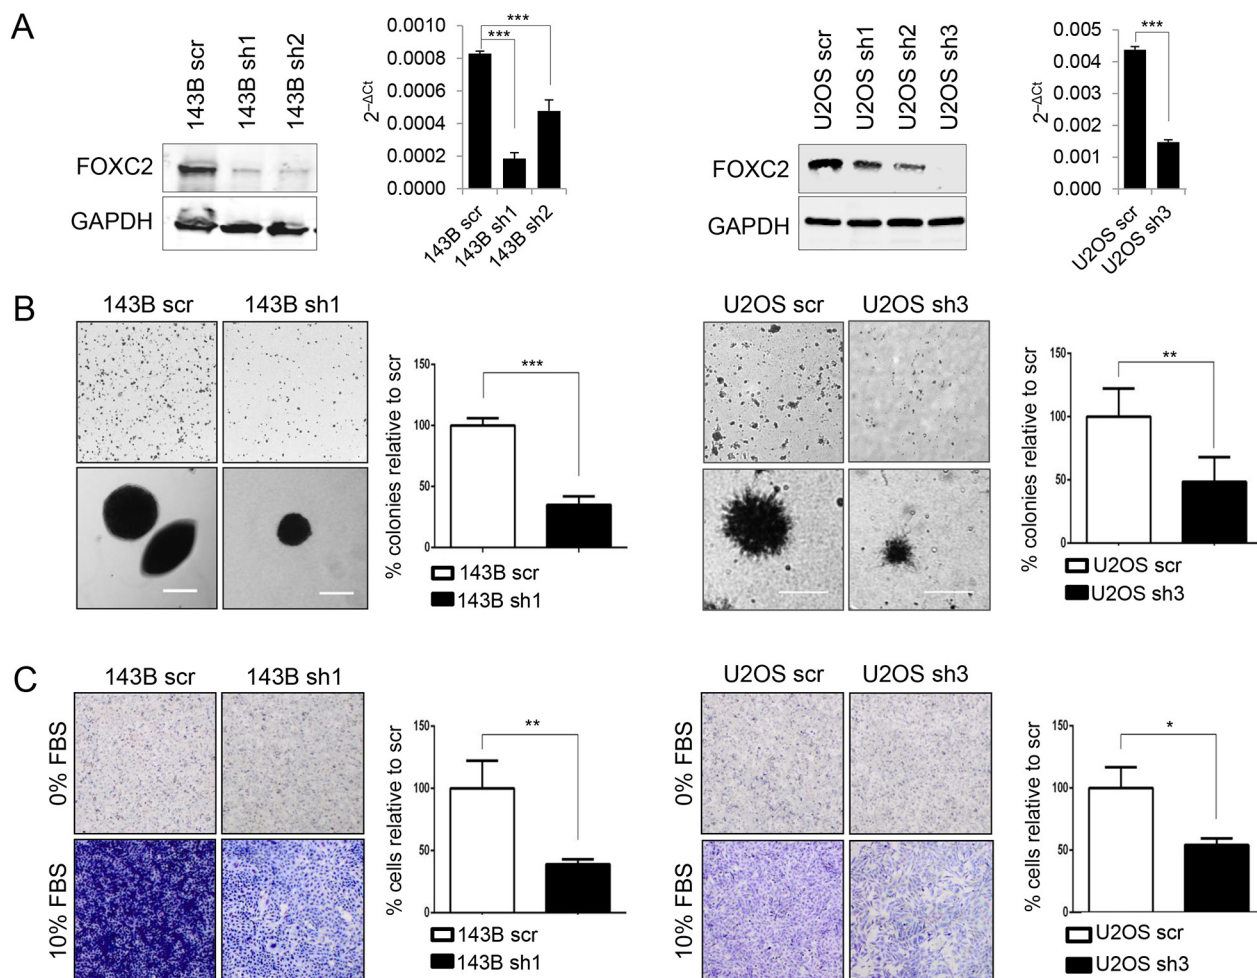 A
143B scr
143B sh1
143B sh2
FOXC2
GAPDH
2–ΔCt
0.0010
0.0008
0.0006
0.0004
0.0002
0.0000
***
***
143B scr
143B sh1
143B sh2
U2OS scr
U2OS sh1
U2OS sh2
U2OS sh3
FOXC2
GAPDH
2–ΔCt
0.005
0.004
0.003
0.002
0.001
0.000
***
U2OS scr
U2OS sh3
B
143B scr
143B sh1
% colonies relative to scr
150
100
50
0
***
143B scr
143B sh1
U2OS scr
U2OS sh3
% colonies relative to scr
150
100
50
0
**
U2OS scr
U2OS sh3
C
143B scr
143B sh1
0% FBS
10% FBS
% cells relative to scr
150
100
50
0
**
143B scr
143B sh1
U2OS scr
U2OS sh3
0% FBS
10% FBS
% cells relative to scr
150
100
50
0
*
U2OS scr
U2OS sh3